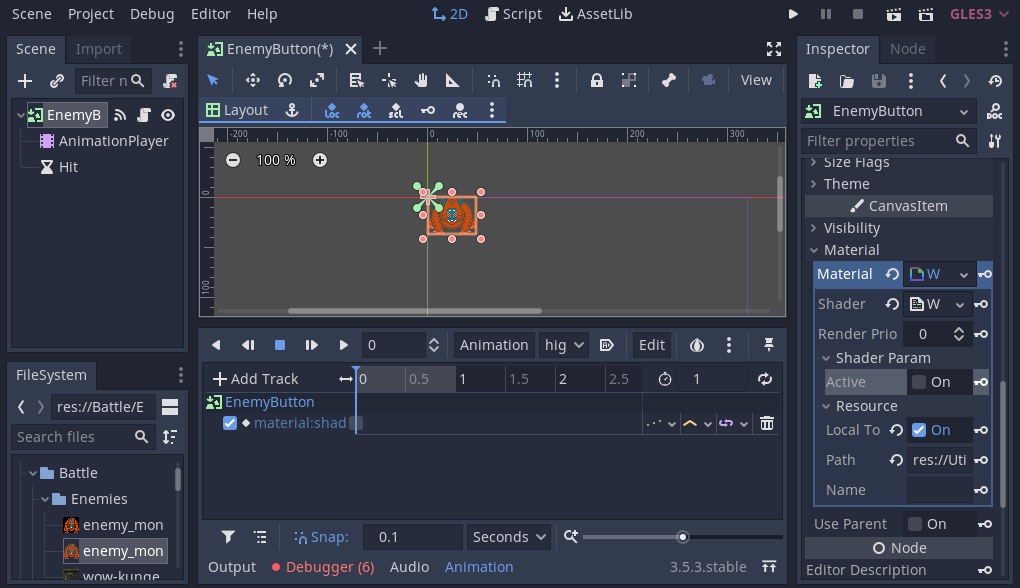 Scene Project Debug Editor Help 2D Script AssetLib GLES3
Scene Import
Filter n
EnemyB
AnimationPlayer
Hit
FileSystem
res://Battle/E
Search files
Battle
Enemies
enemy_mon
enemy_mon
wow-kunge
EnemyButton(*)
View
Layout Loc rot scl rec
-200 -100 0 100 200 300
0
100
100 %
0 Animation hig Edit
Add Track 0 0.5 1 1.5 2 2.5 1
EnemyButton
material:shad
Snap: 0.1 Seconds
Output Debugger (6) Audio Animation 3.5.3.stable
Inspector Node
EnemyButton DOC
Filter properties
Size Flags
Theme
CanvasItem
Visibility
Material
Material W
Shader W
Render Prio 0
Shader Param
Active On
Resource
Local To On
Path res://Uti
Name
Use Parent On
Node
Editor Description